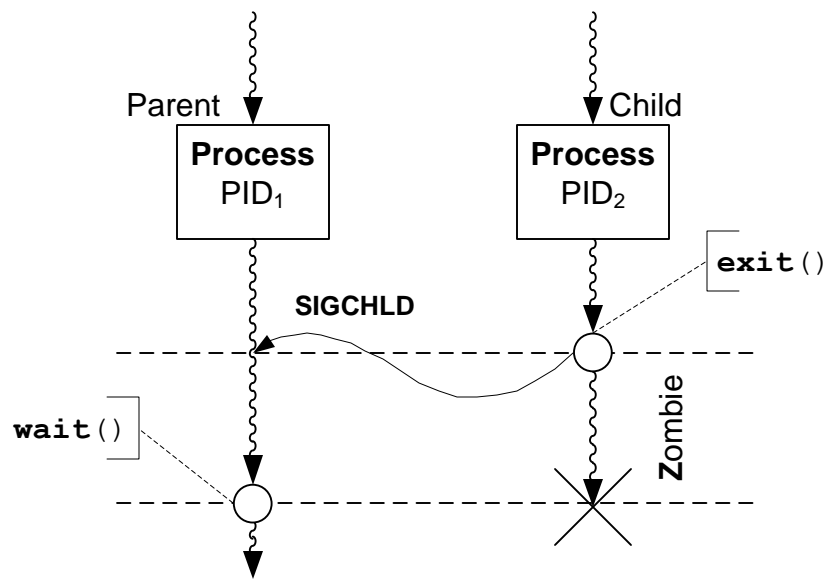 Parent
Child
Process
PID₁
Process
PID₂
exit()
SIGCHLD
Zombie
wait()